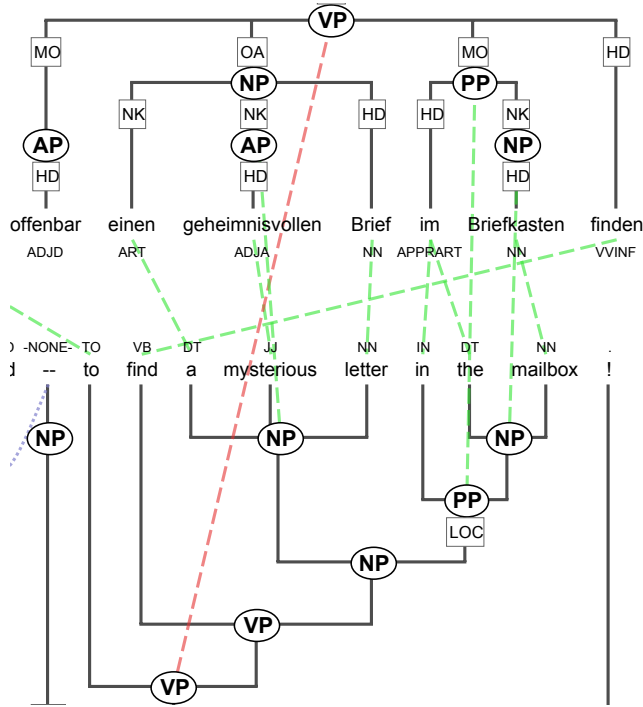 VP
MO OA MO HD
NP PP
NK NK HD HD NK
AP AP NP
HD HD HD
offenbar einen geheimnisvollen Brief im Briefkasten finden
ADJD ART ADJA NN APPRART NN VVINF
-NONE- TO VB DT JJ NN IN DT NN .
d -- to find a mysterious letter in the mailbox !
NP NP NP
PP
LOC
NP
VP
VP